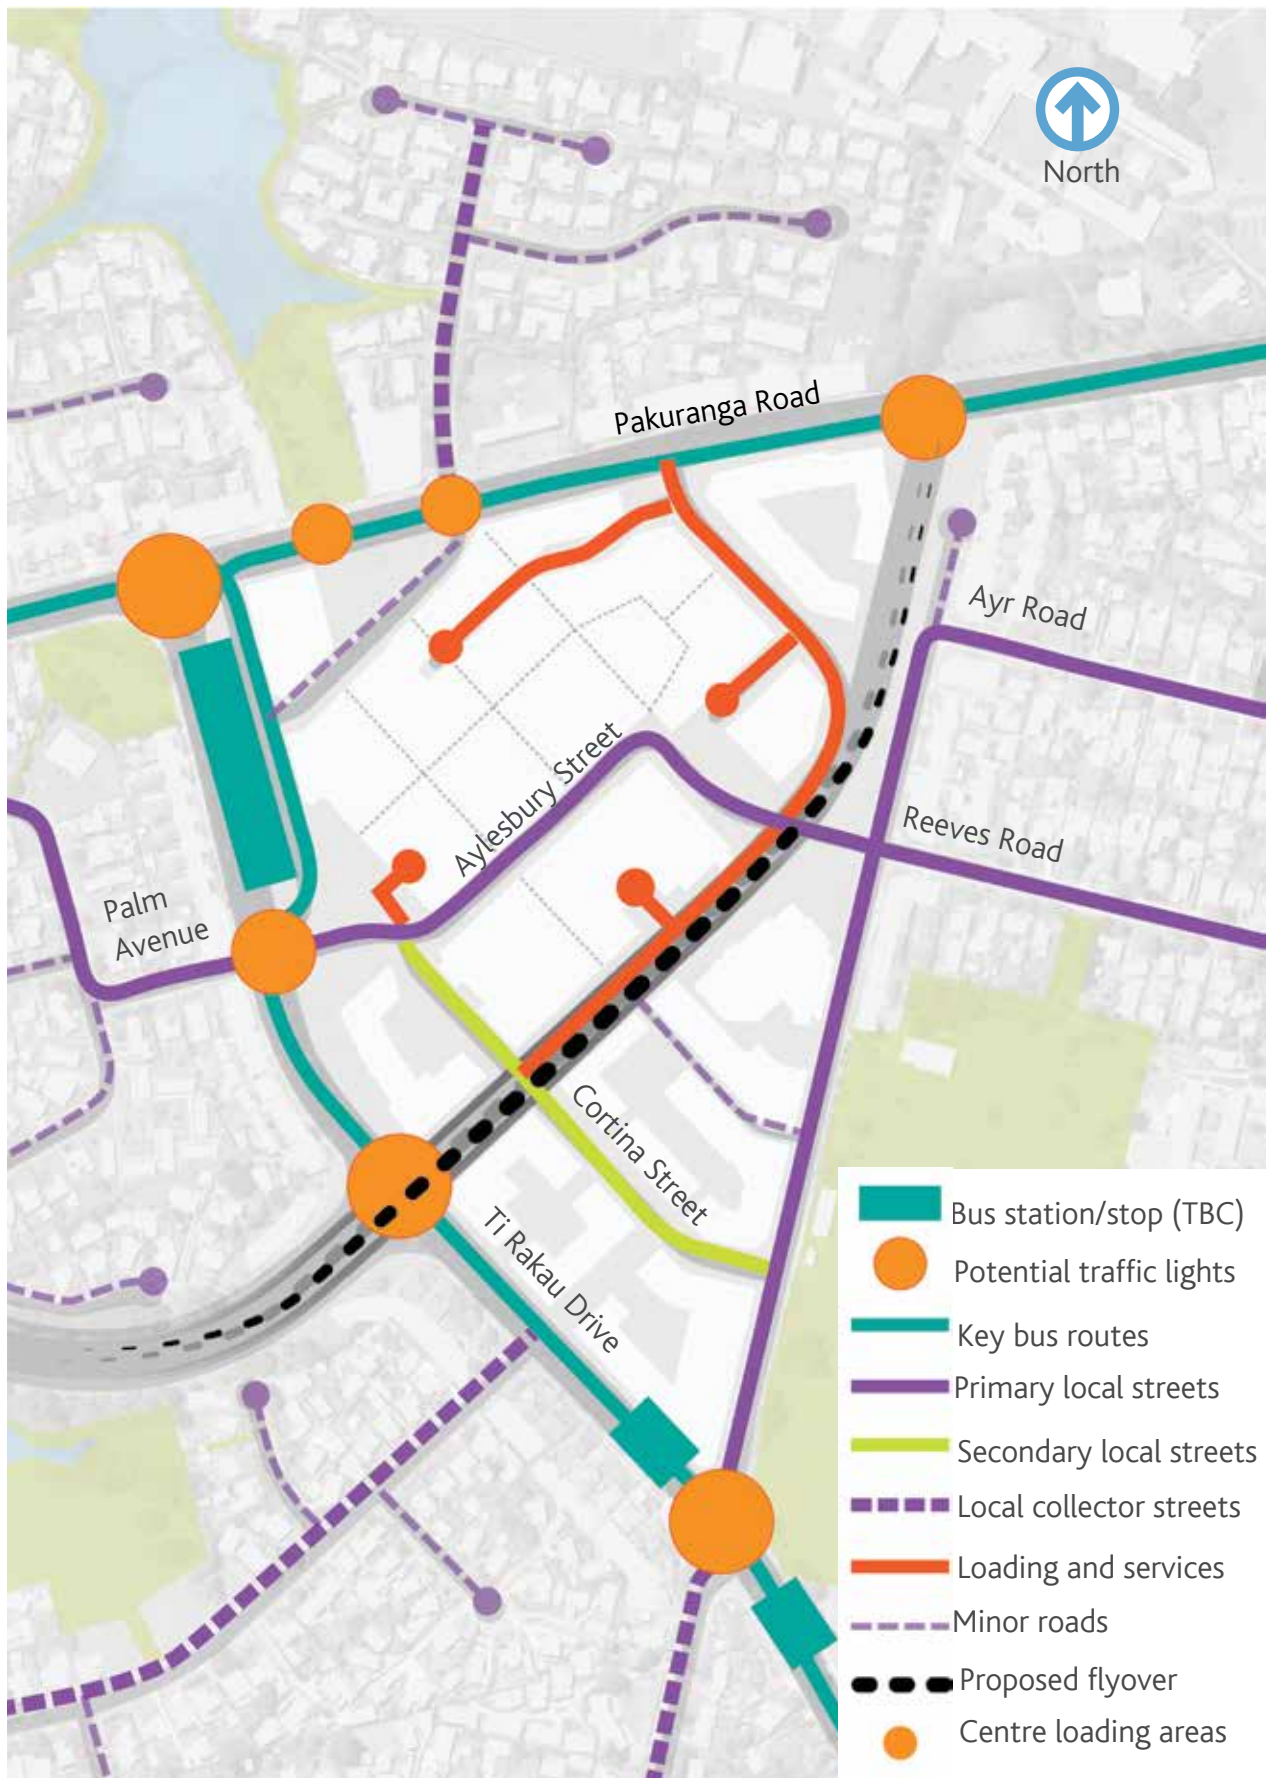 North
Pakuranga Road
Ayr Road
Aylesbury Street
Reeves Road
Palm
Avenue
Cortina Street
Ti Rakau Drive
Bus station/stop (TBC)
Potential traffic lights
Key bus routes
Primary local streets
Secondary local streets
Local collector streets
Loading and services
Minor roads
Proposed flyover
Centre loading areas